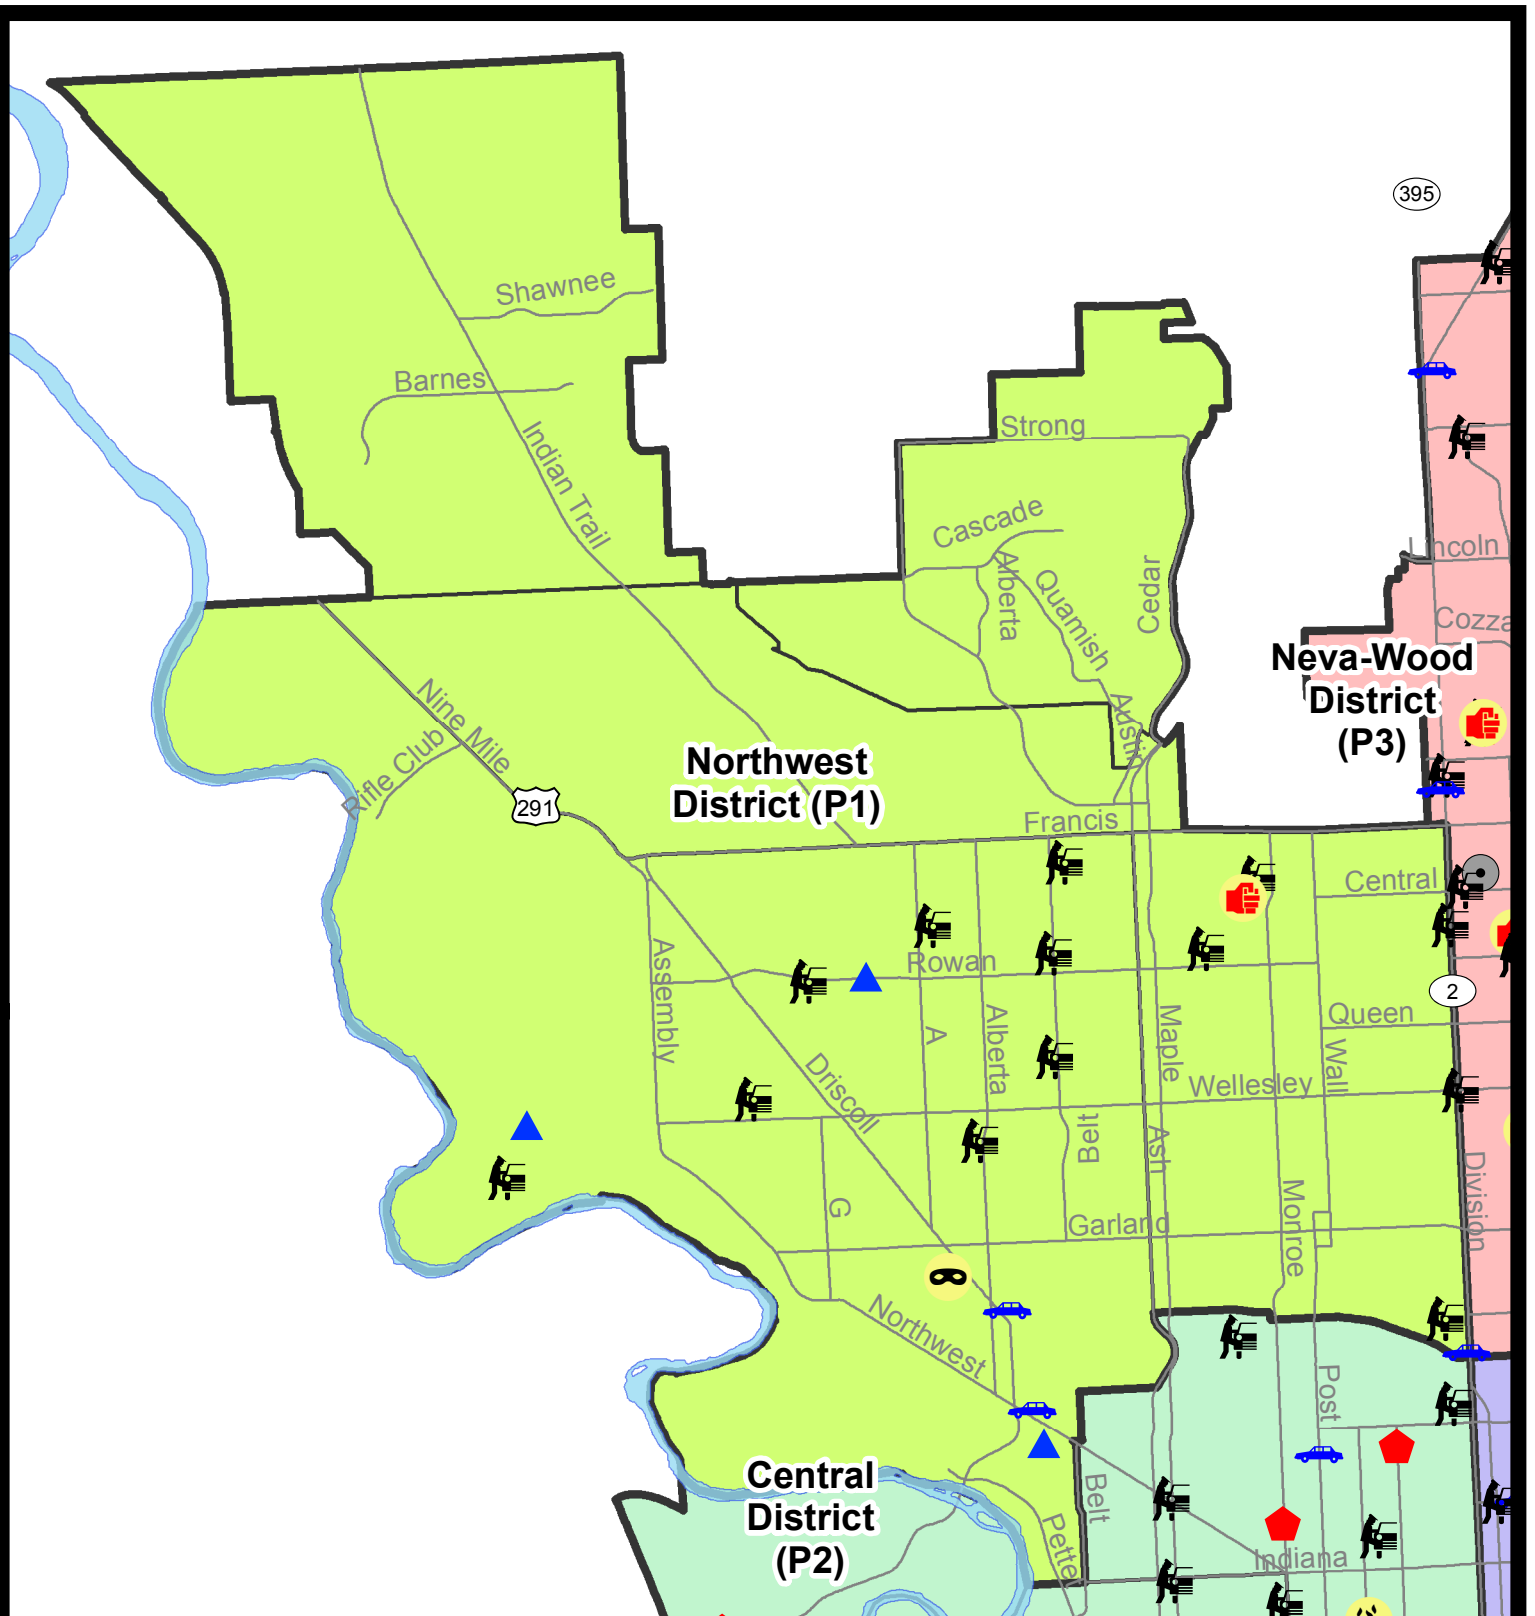 395
Shawnee
Barnes
Indian Trail
Strong
Cascade
Alberta
Quamish
Cedar
Austin
Lincoln
Cozza
Neva-Wood
District
(P3)
Nine Mile
Rifle Club
291
Northwest
District (P1)
Francis
Central
Assembly
Rowan
2
A
Alberta
Maple
Queen
Wall
Driscoll
Wellesley
Belt
Ash
Division
G
Monroe
Garland
Northwest
Post
Central
District
(P2)
Belt
Pettet
Indiana